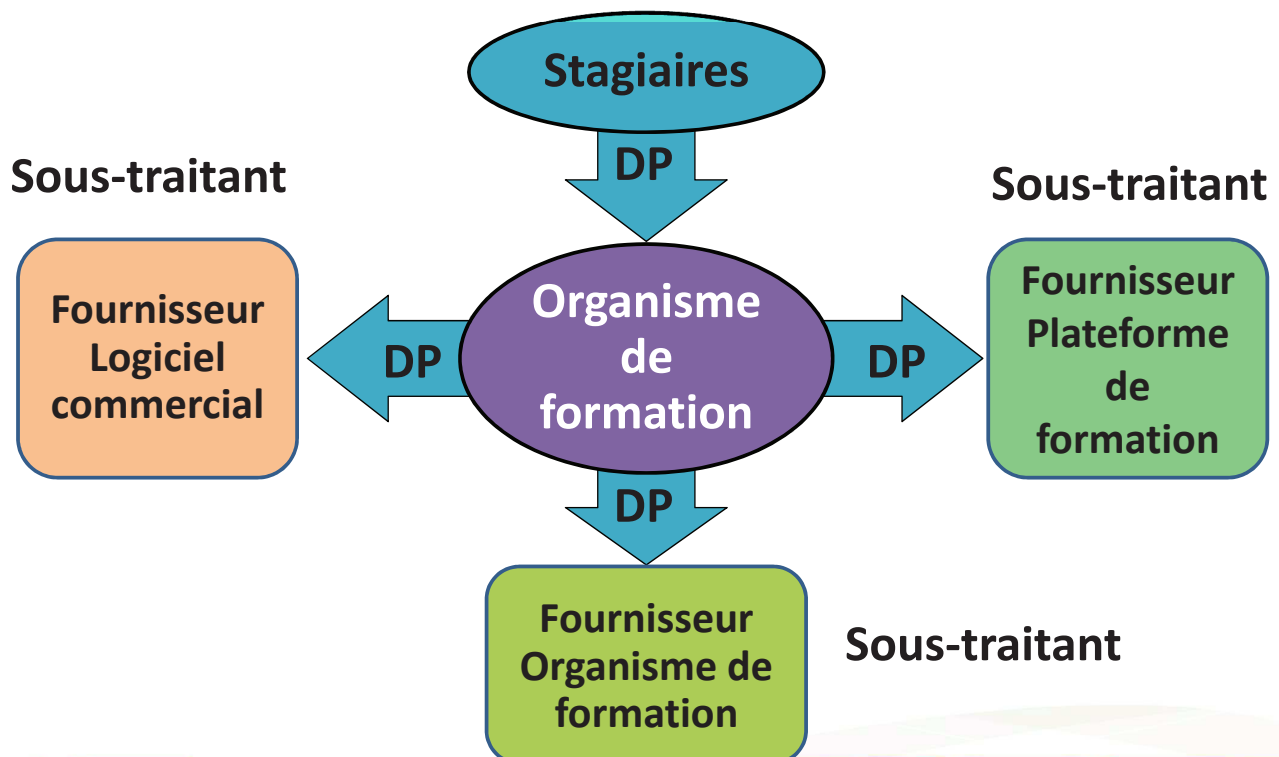 Stagiaires
DP
Sous-traitant
Sous-traitant
Fournisseur
Logiciel
commercial
DP
Organisme
de
formation
DP
Fournisseur
Plateforme
de
formation
DP
Fournisseur
Organisme de
formation
Sous-traitant